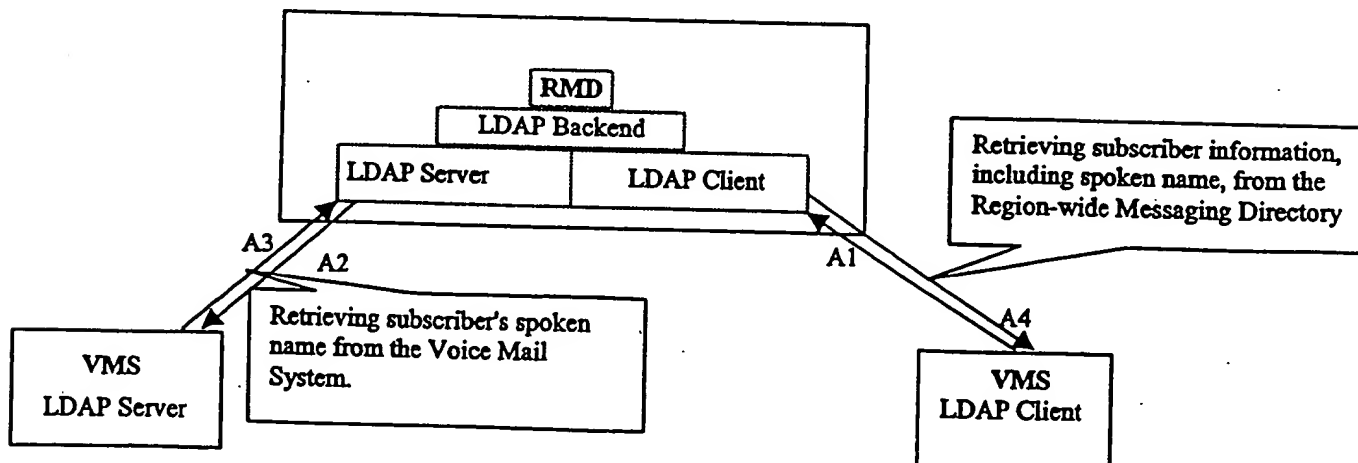 RMD
LDAP Backend
LDAP Server
LDAP Client
Retrieving subscriber information,
including spoken name, from the
Region-wide Messaging Directory
A3
A2
A1
A4
Retrieving subscriber's spoken
name from the Voice Mail
System.
VMS
LDAP Server
VMS
LDAP Client